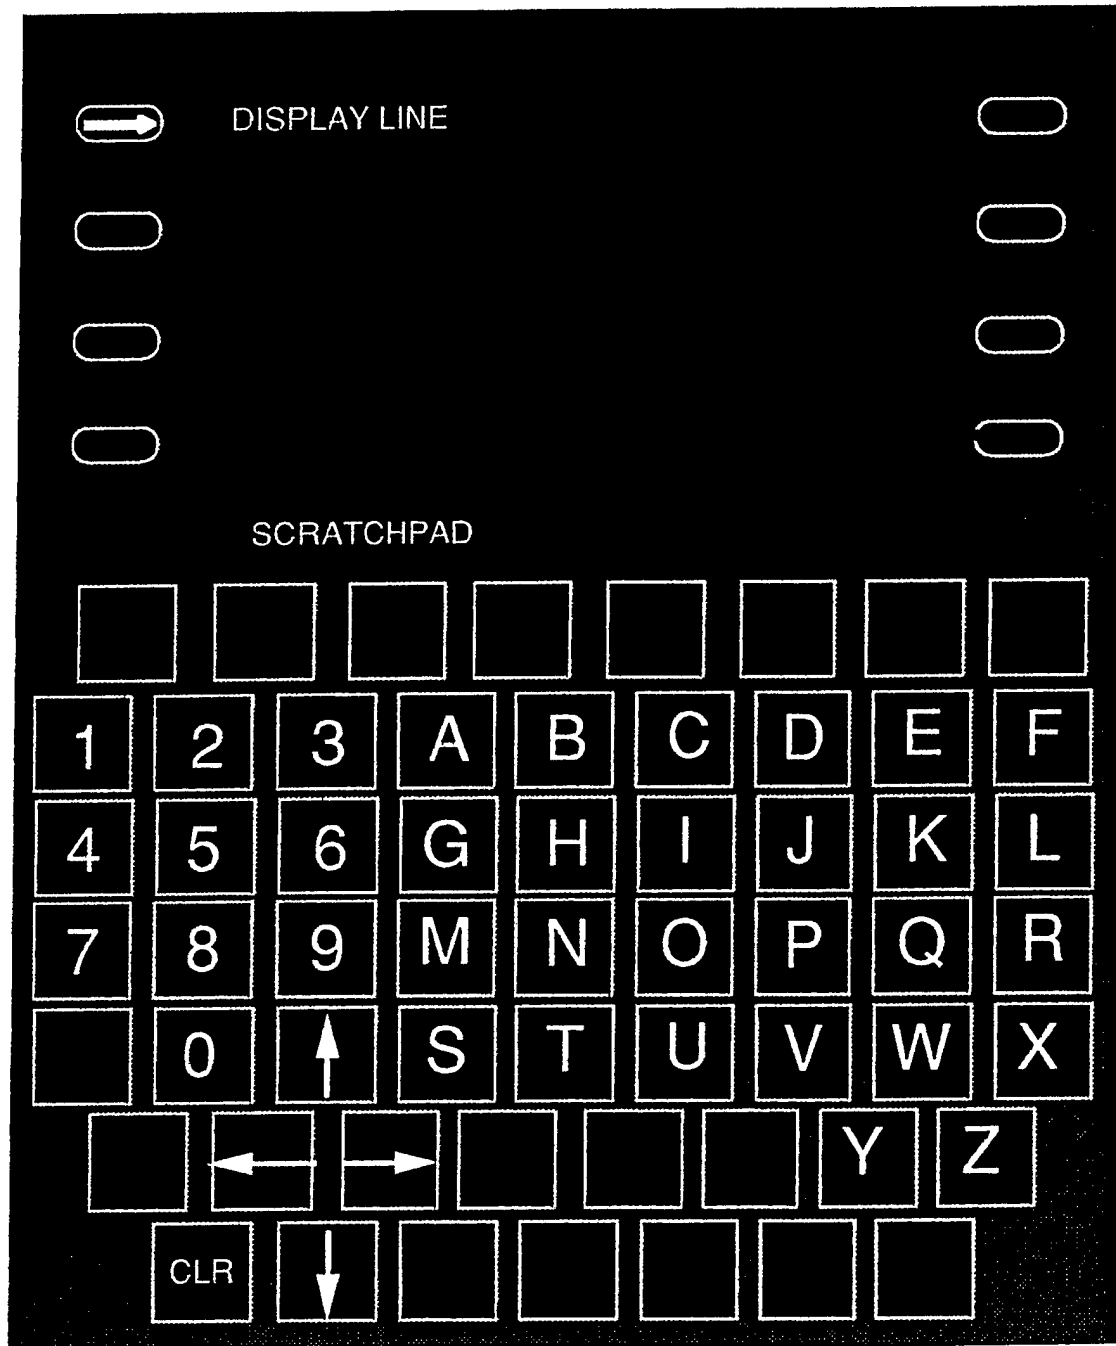 DISPLAY LINE
SCRATCHPAD
1 2 3 A B C D E F
4 5 6 G H I J K L
7 8 9 M N O P Q R
0 S T U V W X
Y Z
CLR